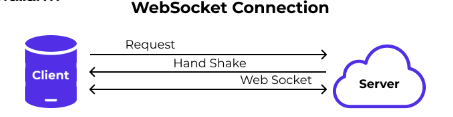 WebSocket Connection
Request
Hand Shake
Web Socket
Client
Server